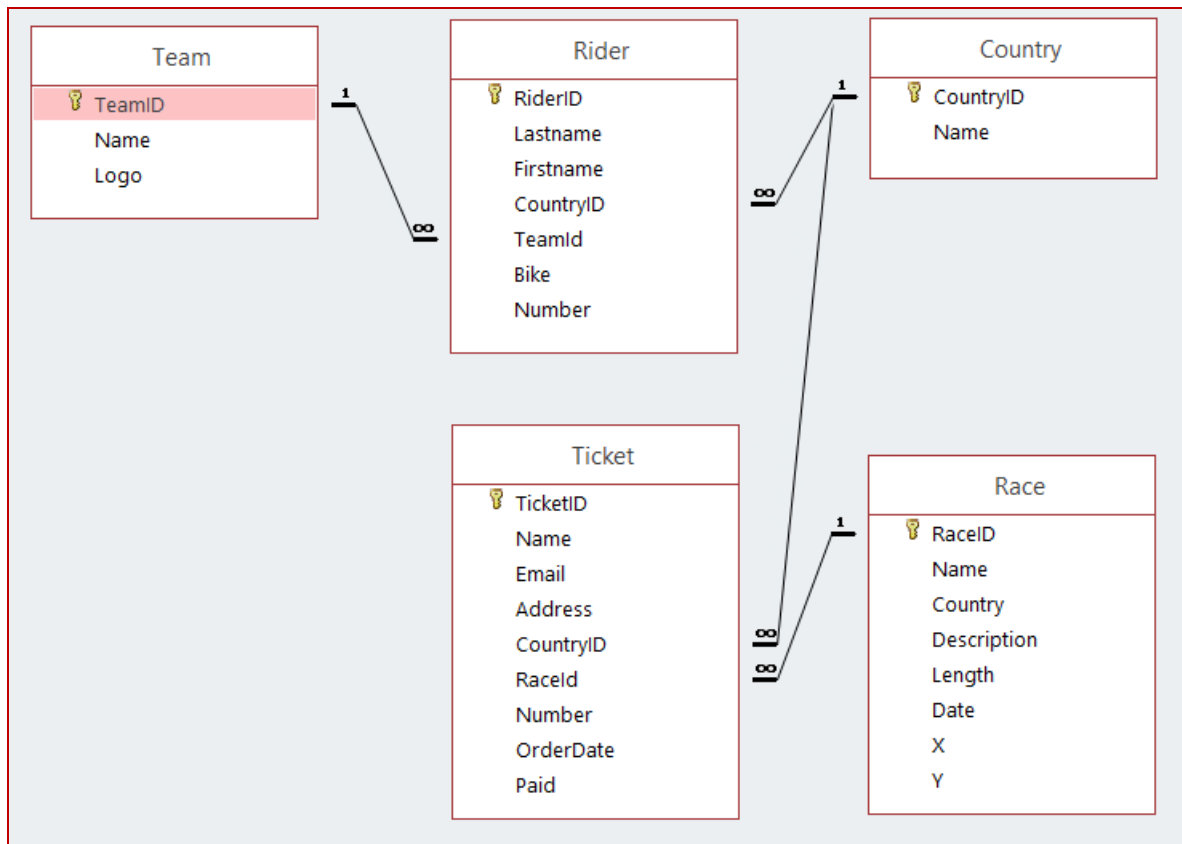 Team
TeamID
Name
Logo
1
∞
Rider
RiderID
Lastname
Firstname
CountryID
TeamId
Bike
Number
Country
CountryID
Name
1
∞
Ticket
TicketID
Name
Email
Address
CountryID
RaceId
Number
OrderDate
Paid
∞
∞
1
Race
RaceID
Name
Country
Description
Length
Date
X
Y